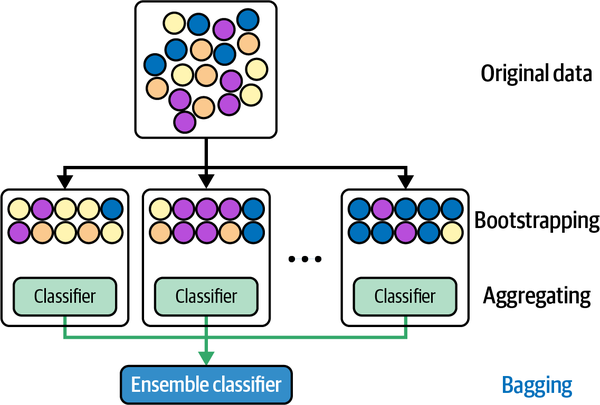 Original data
Bootstrapping
Classifier
Classifier
Classifier
Aggregating
Ensemble classifier
Bagging